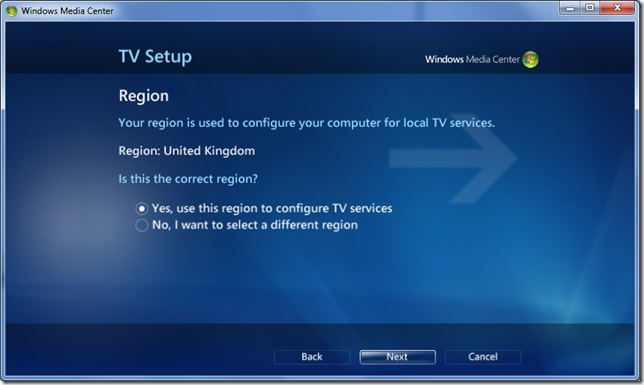 Windows Media Center
TV Setup
Windows Media Center
Region
Your region is used to configure your computer for local TV services.
Region: United Kingdom
Is this the correct region?
Yes, use this region to configure TV services
No, I want to select a different region
Back
Next
Cancel